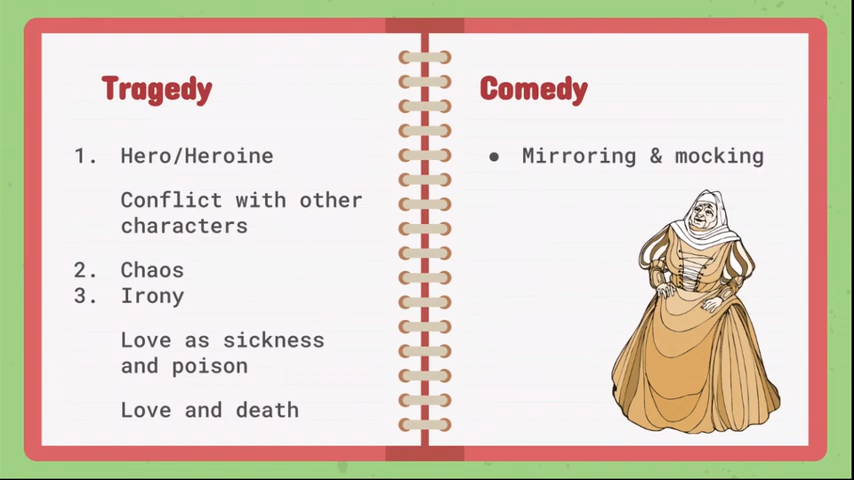 Tragedy
1. Hero/Heroine
Conflict with other
characters
2. Chaos
3. Irony
Love as sickness
and poison
Love and death
Comedy
● Mirroring & mocking